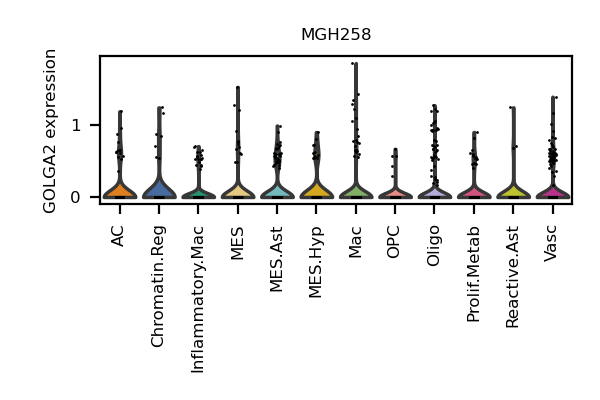 MGH258
GOLGA2 expression
1
0
AC
Chromatin.Reg
Inflammatory.Mac
MES
MES.Ast
MES.Hyp
Mac
OPC
Oligo
Prolif.Metab
Reactive.Ast
Vasc